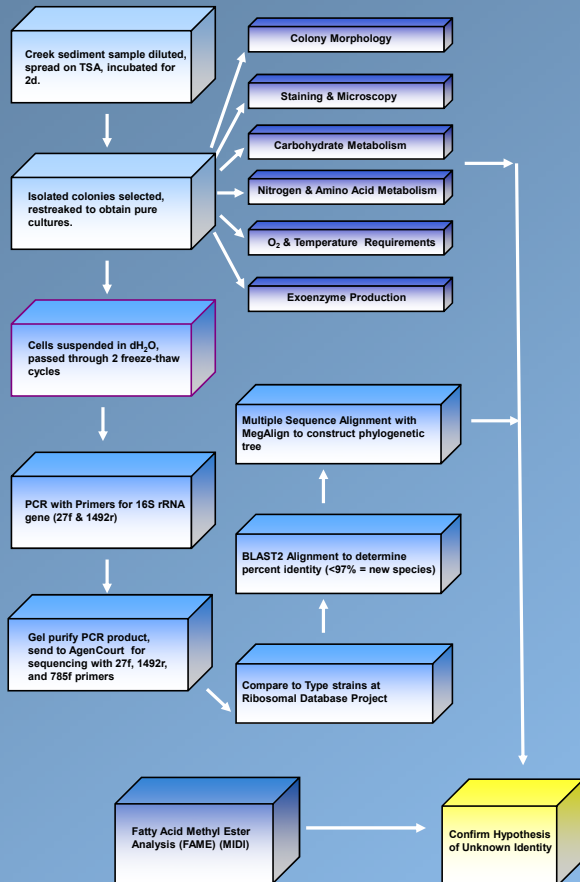 Creek sediment sample diluted,
spread on TSA, incubated for
2d.
Isolated colonies selected,
restreaked to obtain pure
cultures.
Colony Morphology
Staining & Microscopy
Carbohydrate Metabolism
Nitrogen & Amino Acid Metabolism
O₂ & Temperature Requirements
Exoenzyme Production
Cells suspended in dH₂O,
passed through 2 freeze-thaw
cycles
PCR with Primers for 16S rRNA
gene (27f & 1492r)
Gel purify PCR product,
send to AgenCourt for
sequencing with 27f, 1492r,
and 785f primers
Compare to Type strains at
Ribosomal Database Project
BLAST2 Alignment to determine
percent identity (<97% = new species)
Multiple Sequence Alignment with
MegAlign to construct phylogenetic
tree
Fatty Acid Methyl Ester
Analysis (FAME) (MIDI)
Confirm Hypothesis
of Unknown Identity